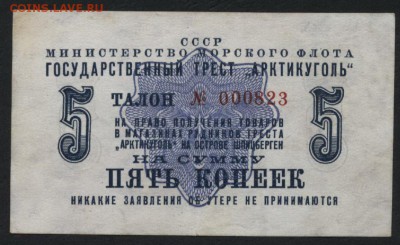 СОИН.LAVE.RU
СССР
МИНИСТЕРСТВО МОРСКОГО ФЛОТА
ГОСУДАРСТВЕННЫЙ ТРЕСТ „АРКТИКУГОЛЬ"
ТАЛОН № 000823
НА ПРАВО ПОЛУЧЕНИЯ ТОВАРОВ
В МАГАЗИНАХ РУДНИКОВ ТРЕСТА
„АРКТИКУГОЛЬ" НА ОСТРОВЕ ШПИЦБЕРГЕН
5 5
НА СУММУ
ПЯТЬ КОПЕЕК
НИКАКИЕ ЗАЯВЛЕНИЯ ОБ УТЕРЕ НЕ ПРИНИМАЮТСЯ